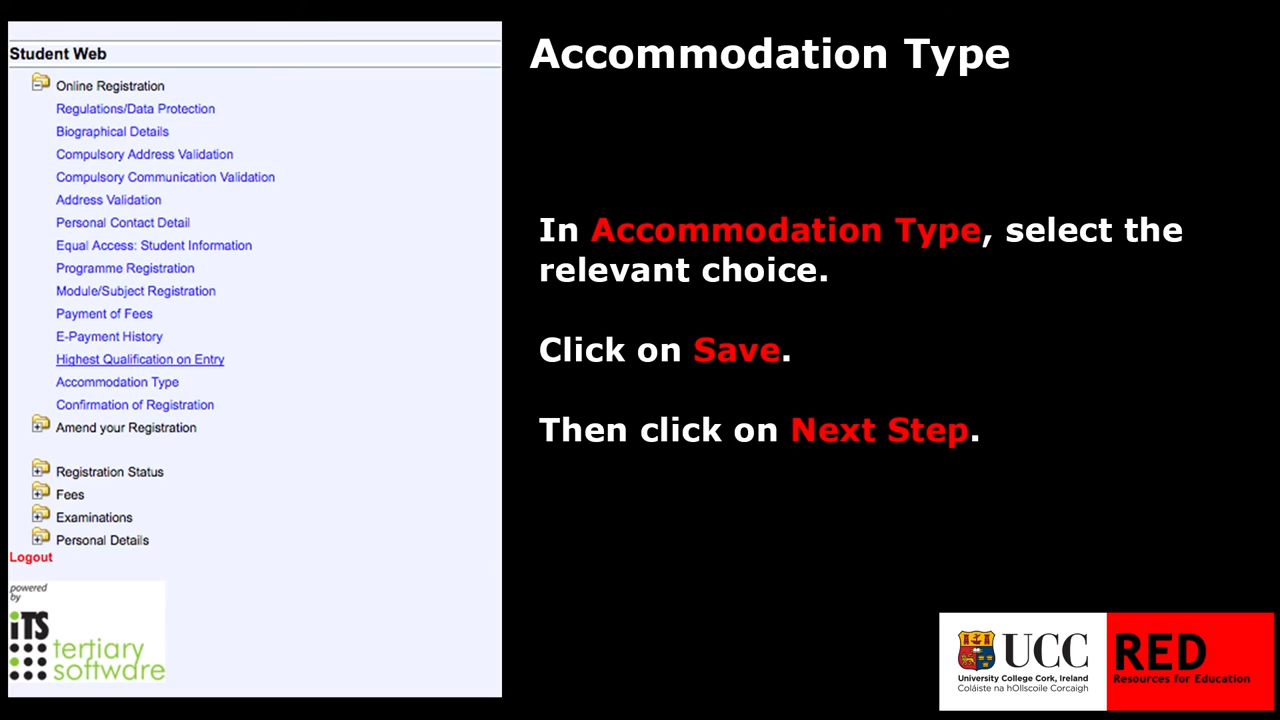 Student Web
Online Registration
Regulations/Data Protection
Biographical Details
Compulsory Address Validation
Compulsory Communication Validation
Address Validation
Personal Contact Detail
Equal Access: Student Information
Programme Registration
Module/Subject Registration
Payment of Fees
E-Payment History
Highest Qualification on Entry
Accommodation Type
Confirmation of Registration
Amend your Registration
Registration Status
Fees
Examinations
Personal Details
Logout
powered
by
iTS
tertiary
software
Accommodation Type
In Accommodation Type, select the
relevant choice.
Click on Save.
Then click on Next Step.
UCC
University College Cork, Ireland
Coláiste na hOllscoile Corcaigh
RED
Resources for Education